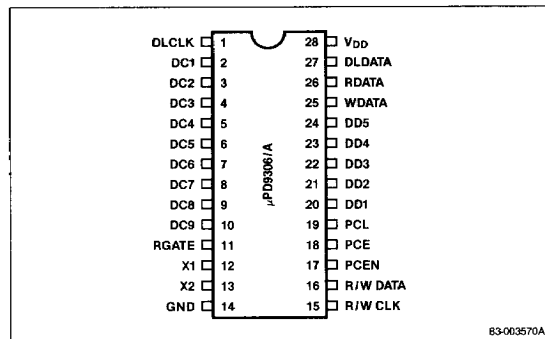 DLCLK 1 28 VDD
DC1 2 27 DLDATA
DC2 3 26 RDATA
DC3 4 25 WDATA
DC4 5 24 DD5
DC5 6 23 DD4
DC6 7 22 DD3
DC7 8 21 DD2
DC8 9 20 DD1
DC9 10 19 PCL
RGATE 11 18 PCE
X1 12 17 PCEN
X2 13 16 R/W DATA
GND 14 15 R/W CLK
μPD9306/A
83-003570A